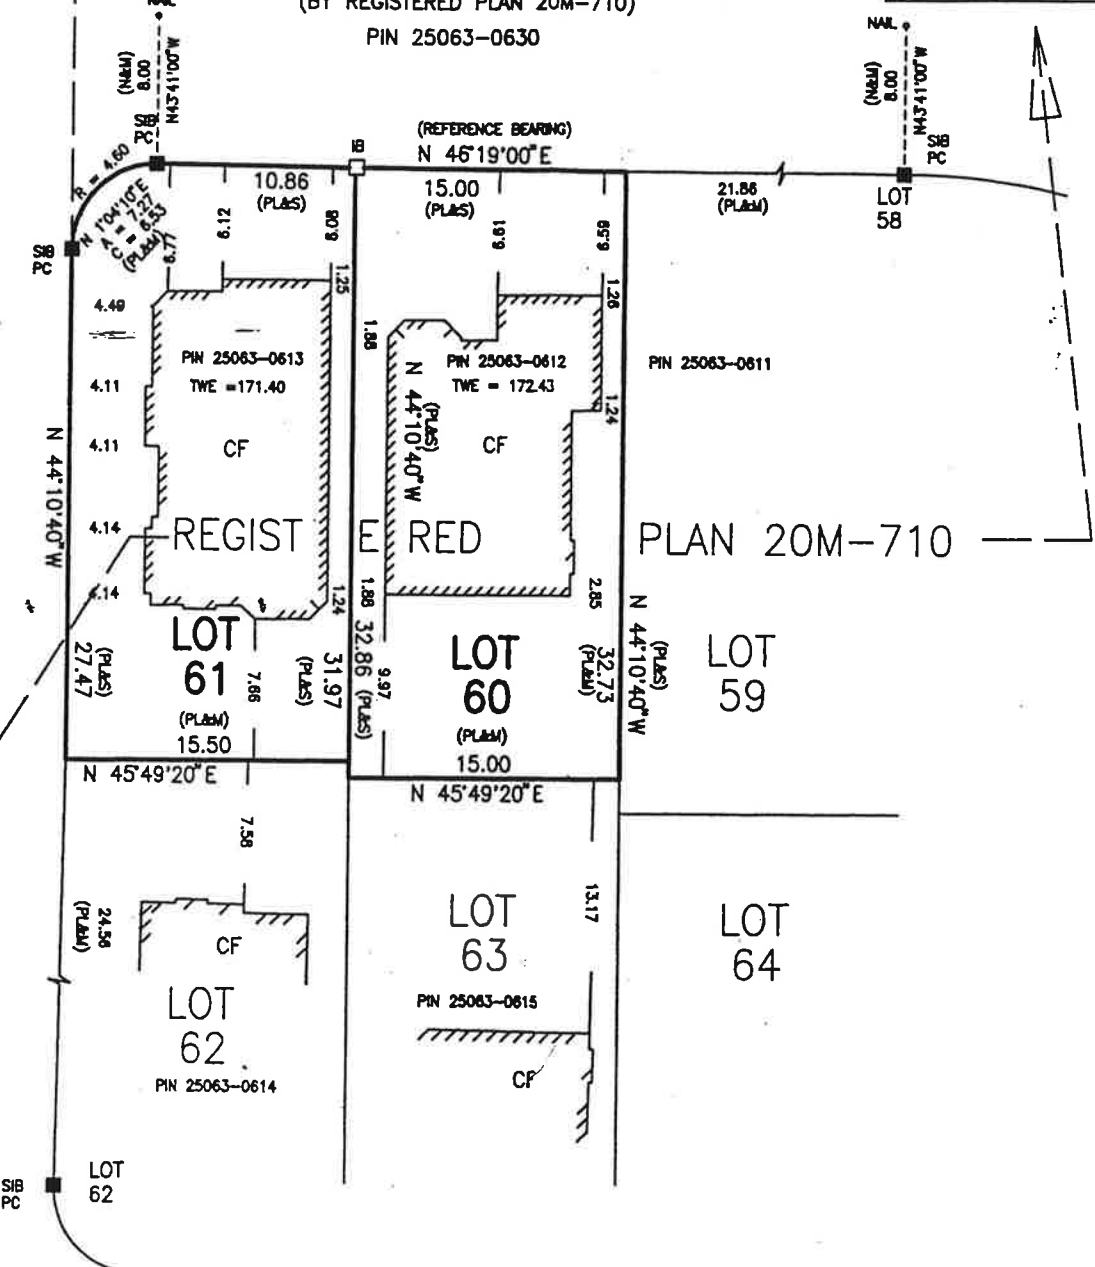 NAIL
(BY REGISTERED PLAN 20M-710)
PIN 25063-0630
NAIL
(N&M)
8.00
N43°41'00"W
(N&M)
8.00
N43°41'00"W
SIB
PC
SIB
PC
(REFERENCE BEARING)
N 46°19'00"E
IB
R = 4.60
N 1°04'10"E
A = 7.27
C = 6.53
(PL&M)
10.86
(PL&S)
15.00
(PL&S)
21.86
(PL&M)
LOT
58
SIB
PC
6.77
6.12
6.08
6.61
6.59
4.49
1.25
1.88
1.26
PIN 25063-0613
TWE =171.40
PIN 25063-0612
TWE = 172.43
PIN 25063-0611
4.11
4.11
CF
N 44°10'40"W
(PL&S)
CF
1.24
N 44°10'40"W
4.14
REGISTERED PLAN 20M-710
4.14
1.24
1.88
2.85
LOT
61
(PL&M)
15.50
(PL&S)
27.47
7.66
(PL&S)
31.97
32.86 (PL&S)
9.97
LOT
60
(PL&M)
15.00
32.73
(PL&M)
N 44°10'40"W
(PL&S)
LOT
59
N 45°49'20"E
N 45°49'20"E
7.58
24.56
(PL&M)
CF
LOT
62
PIN 25063-0614
LOT
63
PIN 25063-0615
13.17
CF
LOT
64
SIB
PC
LOT
62